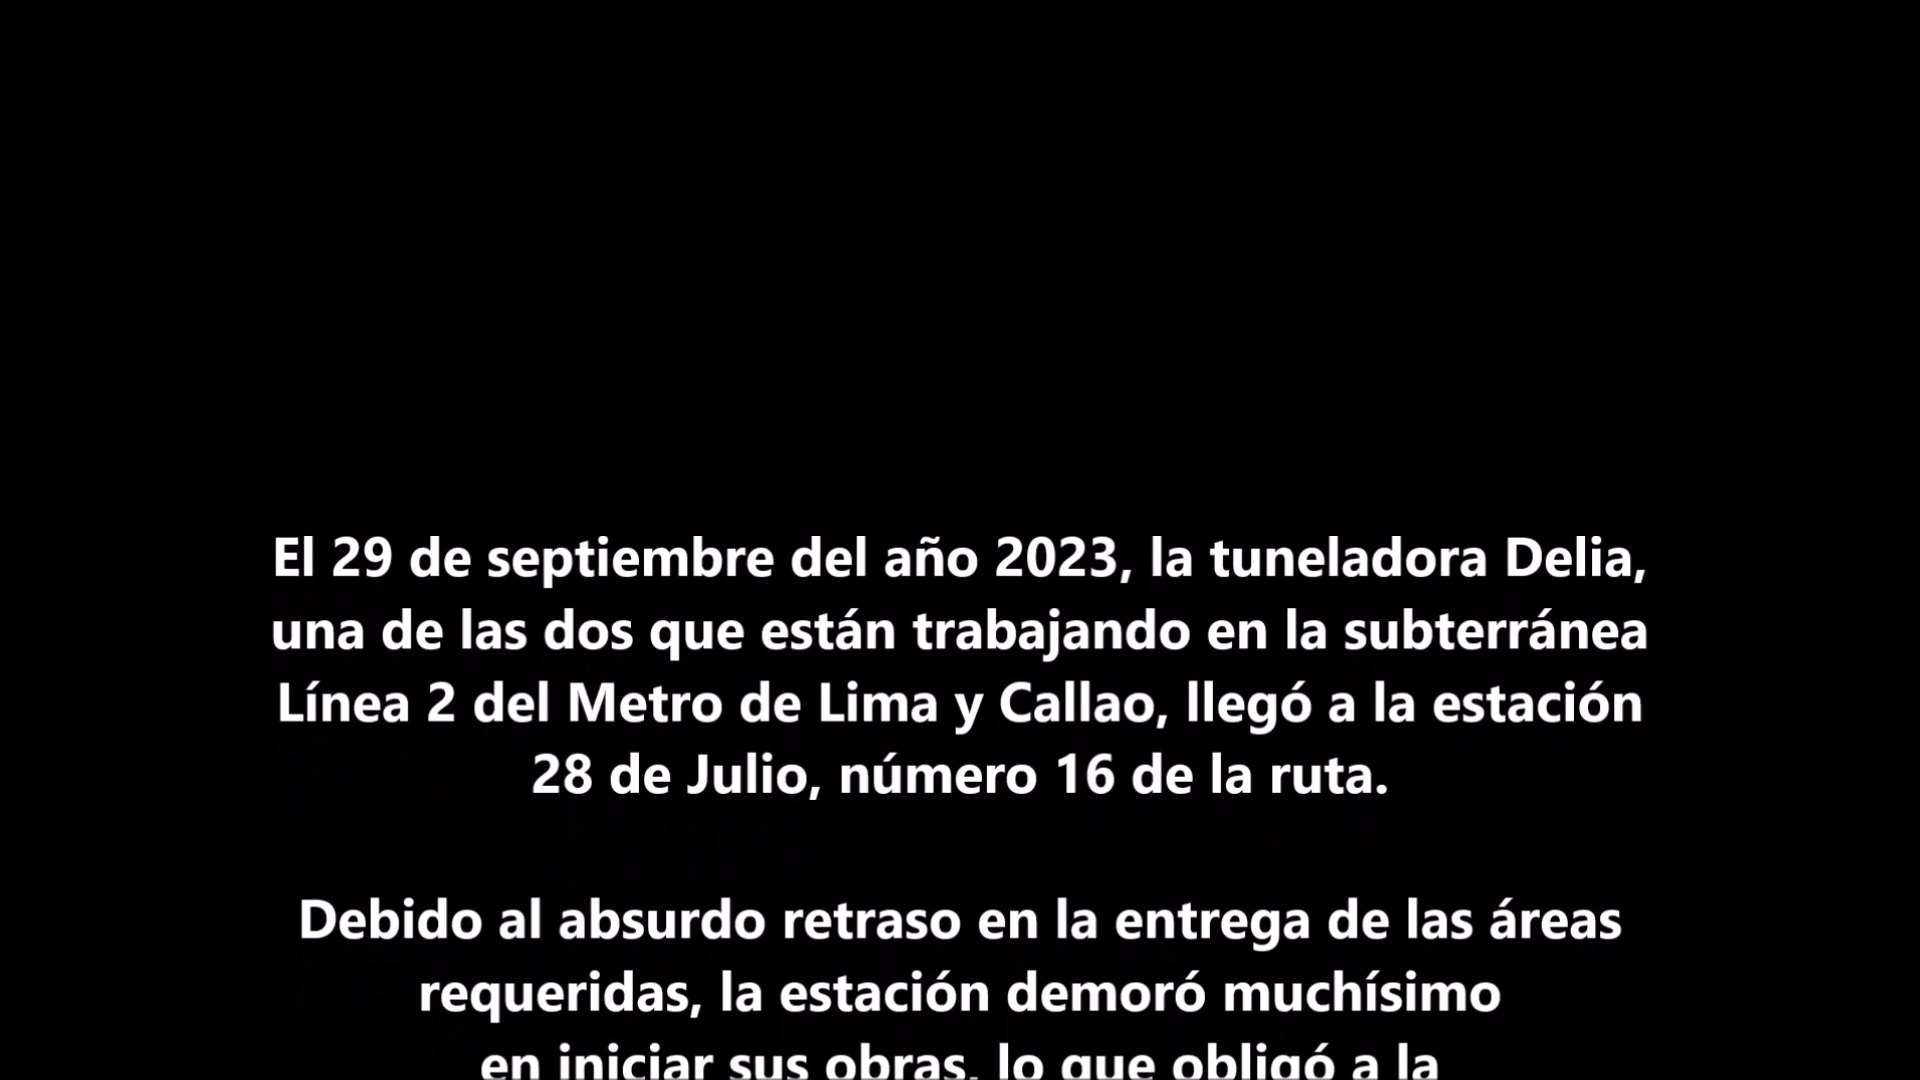 El 29 de septiembre del año 2023, la tuneladora Delia,
una de las dos que están trabajando en la subterránea
Línea 2 del Metro de Lima y Callao, llegó a la estación
28 de Julio, número 16 de la ruta.
Debido al absurdo retraso en la entrega de las áreas
requeridas, la estación demoró muchísimo
en iniciar sus obras, lo que obligó a la